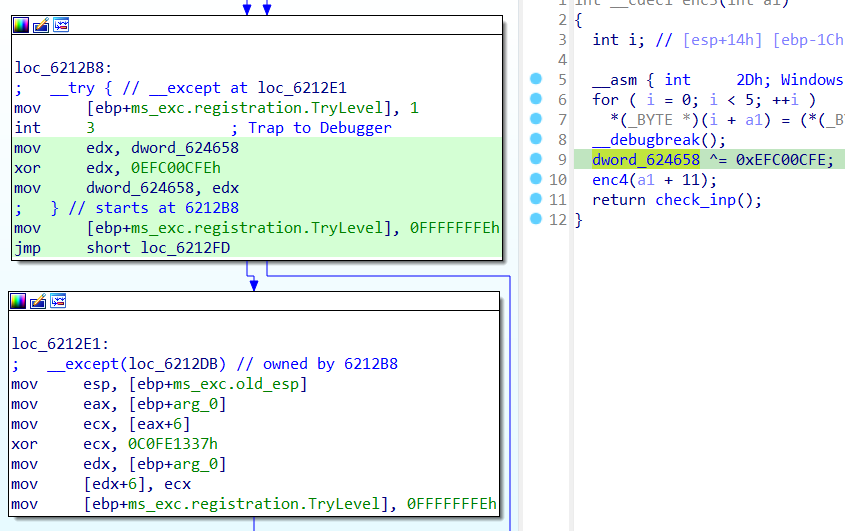 loc_6212B8:
;   __try { // __except at loc_6212E1
mov     [ebp+ms_exc.registration.TryLevel], 1
int     3               ; Trap to Debugger
mov     edx, dword_624658
xor     edx, 0EFC00CFEh
mov     dword_624658, edx
;   } // starts at 6212B8
mov     [ebp+ms_exc.registration.TryLevel], 0FFFFFFFEh
jmp     short loc_6212FD
loc_6212E1:
;   __except(loc_6212DB) // owned by 6212B8
mov     esp, [ebp+ms_exc.old_esp]
mov     eax, [ebp+arg_0]
mov     ecx, [eax+6]
xor     ecx, 0C0FE1337h
mov     edx, [ebp+arg_0]
mov     [edx+6], ecx
mov     [ebp+ms_exc.registration.TryLevel], 0FFFFFFFEh
1 int __cdecl enc3(int a1)
2 {
3   int i; // [esp+14h] [ebp-1Ch
4
5   __asm { int     2Dh; Windows
6   for ( i = 0; i < 5; ++i )
7     *(_BYTE *)(i + a1) = (*(_B
8   __debugbreak();
9   dword_624658 ^= 0xEFC00CFE;
10   enc4(a1 + 11);
11   return check_inp();
12 }